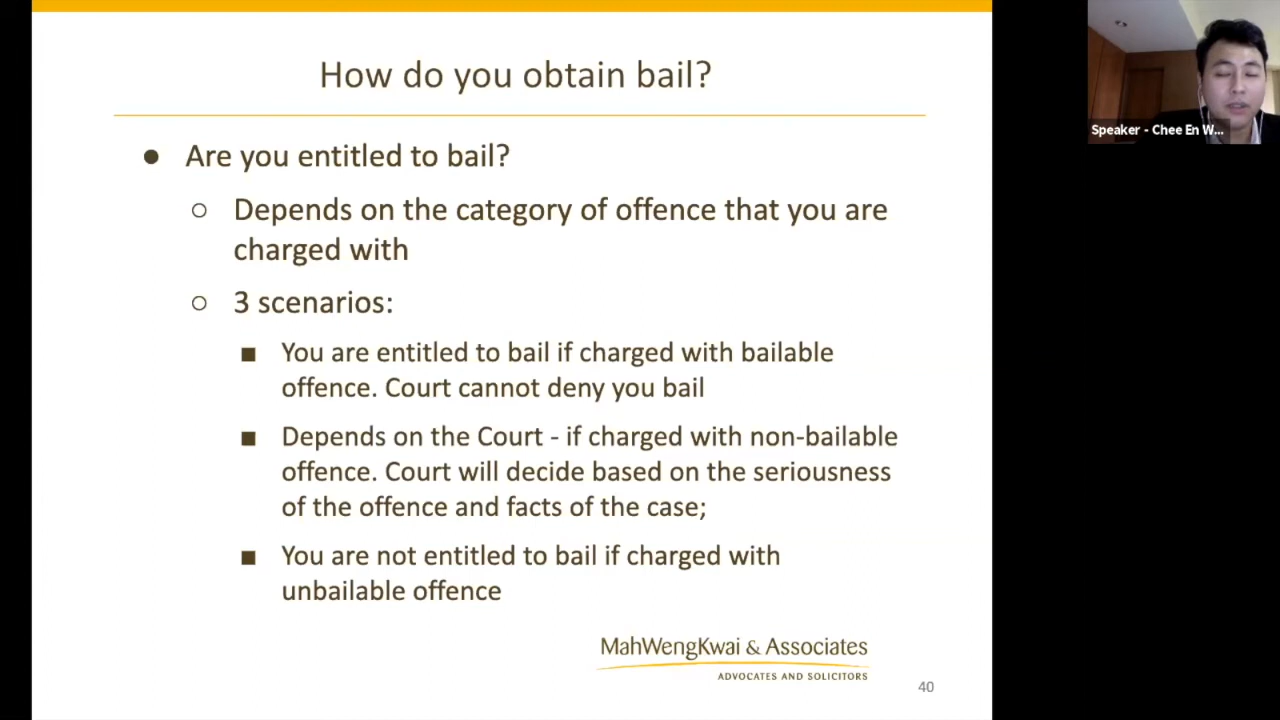 How do you obtain bail?
● Are you entitled to bail?
○ Depends on the category of offence that you are
charged with
○ 3 scenarios:
■ You are entitled to bail if charged with bailable
offence. Court cannot deny you bail
■ Depends on the Court - if charged with non-bailable
offence. Court will decide based on the seriousness
of the offence and facts of the case;
■ You are not entitled to bail if charged with
unbailable offence
MahWengKwai & Associates
ADVOCATES AND SOLICITORS
40
Speaker - Chee En W...